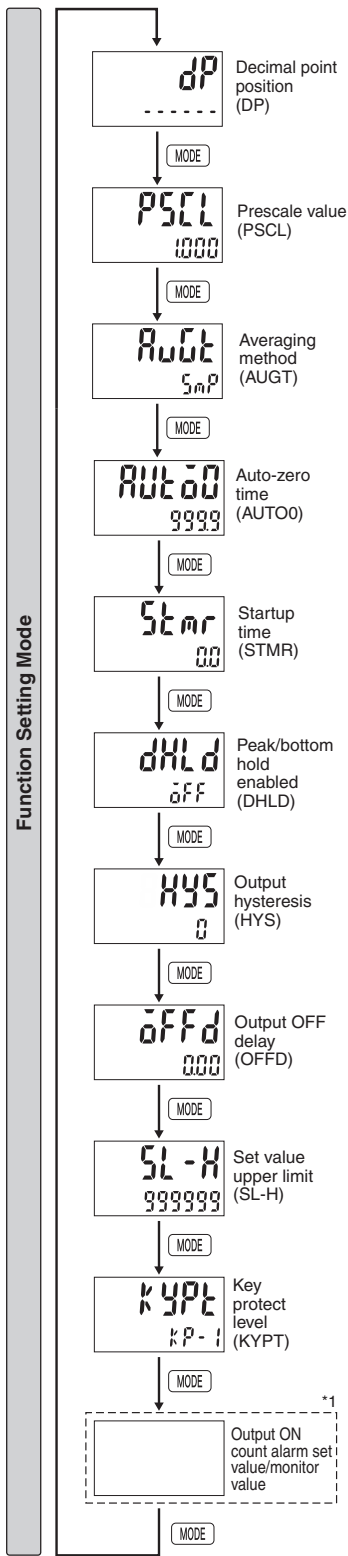 Function Setting Mode
dP
------
Decimal point
position
(DP)
MODE
PSCL
1.000
Prescale value
(PSCL)
MODE
AvGt
SmP
Averaging
method
(AUGT)
MODE
AUto0
999.9
Auto-zero
time
(AUTO0)
MODE
Stmr
0.0
Startup
time
(STMR)
MODE
dHLd
oFF
Peak/bottom
hold
enabled
(DHLD)
MODE
HYS
0
Output
hysteresis
(HYS)
MODE
oFFd
0.00
Output OFF
delay
(OFFD)
MODE
SL-H
999999
Set value
upper limit
(SL-H)
MODE
KYPt
KP-1
Key
protect
level
(KYPT)
MODE
*1
Output ON
count alarm set
value/monitor
value
MODE